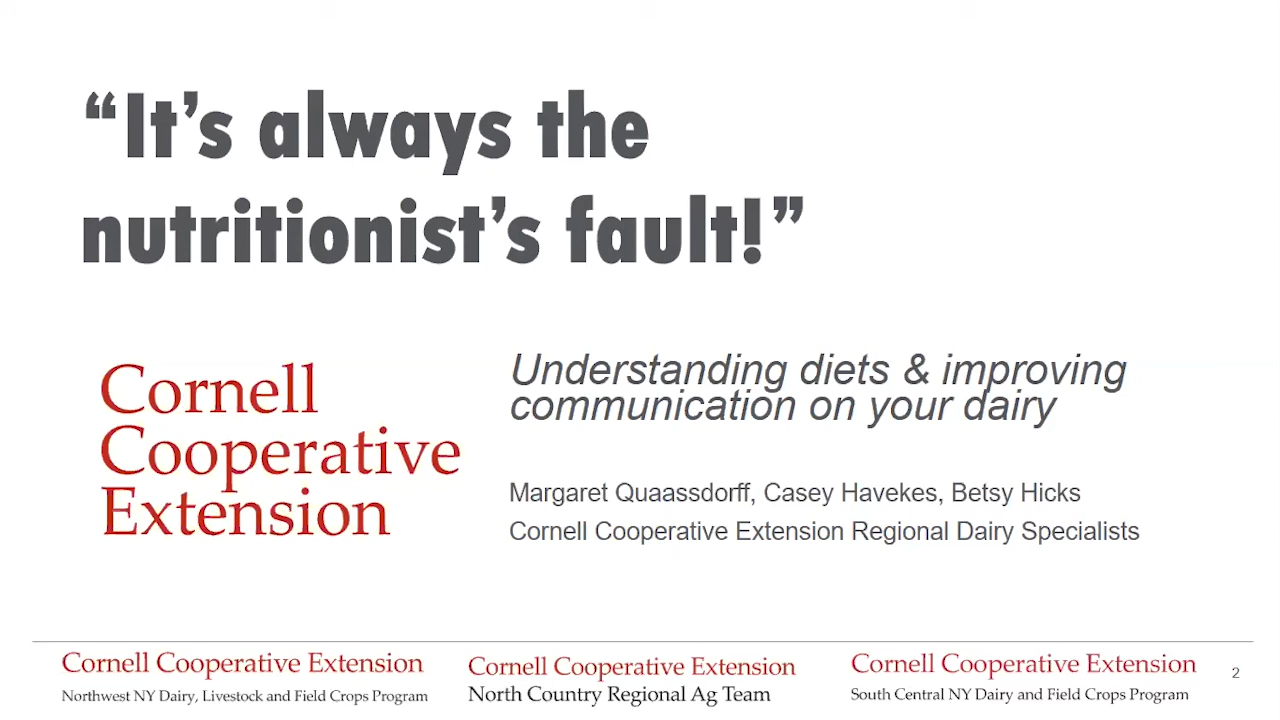 “It’s always the
nutritionist’s fault!”
Cornell
Cooperative
Extension
Understanding diets & improving
communication on your dairy
Margaret Quaassdorff, Casey Havekes, Betsy Hicks
Cornell Cooperative Extension Regional Dairy Specialists
Cornell Cooperative Extension
Northwest NY Dairy, Livestock and Field Crops Program
Cornell Cooperative Extension
North Country Regional Ag Team
Cornell Cooperative Extension
South Central NY Dairy and Field Crops Program
2